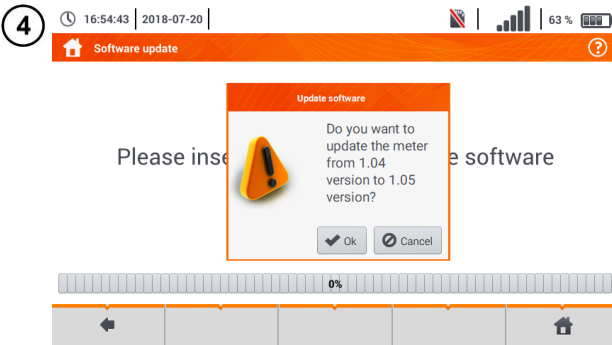 4
16:54:43 2018-07-20 63 %
Software update ?
Update software
Do you want to
update the meter
from 1.04
version to 1.05
version?
Please software
Ok Cancel
0%